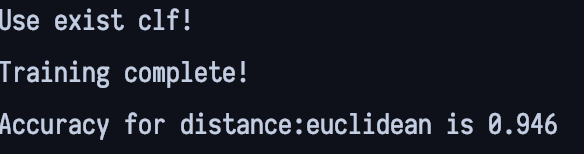 Use exist clf!
Training complete!
Accuracy for distance:euclidean is 0.946